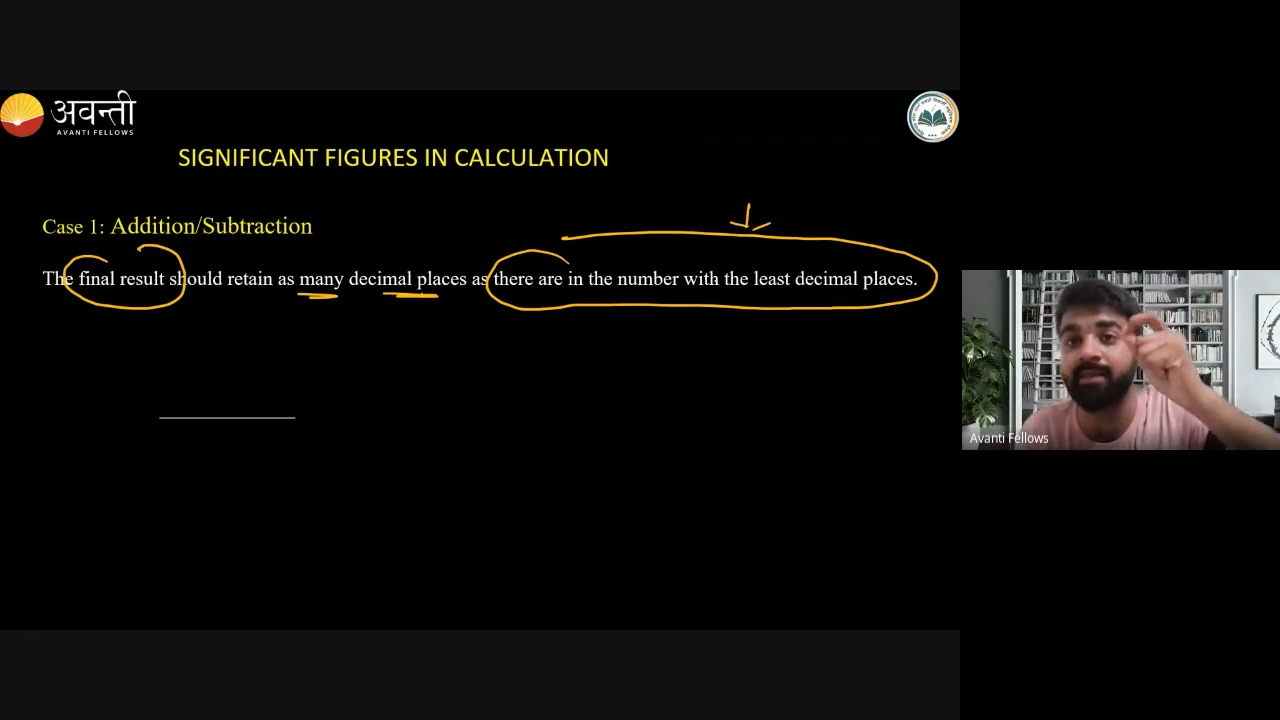 अवन्ती
AVANTI FELLOWS
SIGNIFICANT FIGURES IN CALCULATION
Case 1: Addition/Subtraction
The final result should retain as many decimal places as there are in the number with the least decimal places.
Avanti Fellows